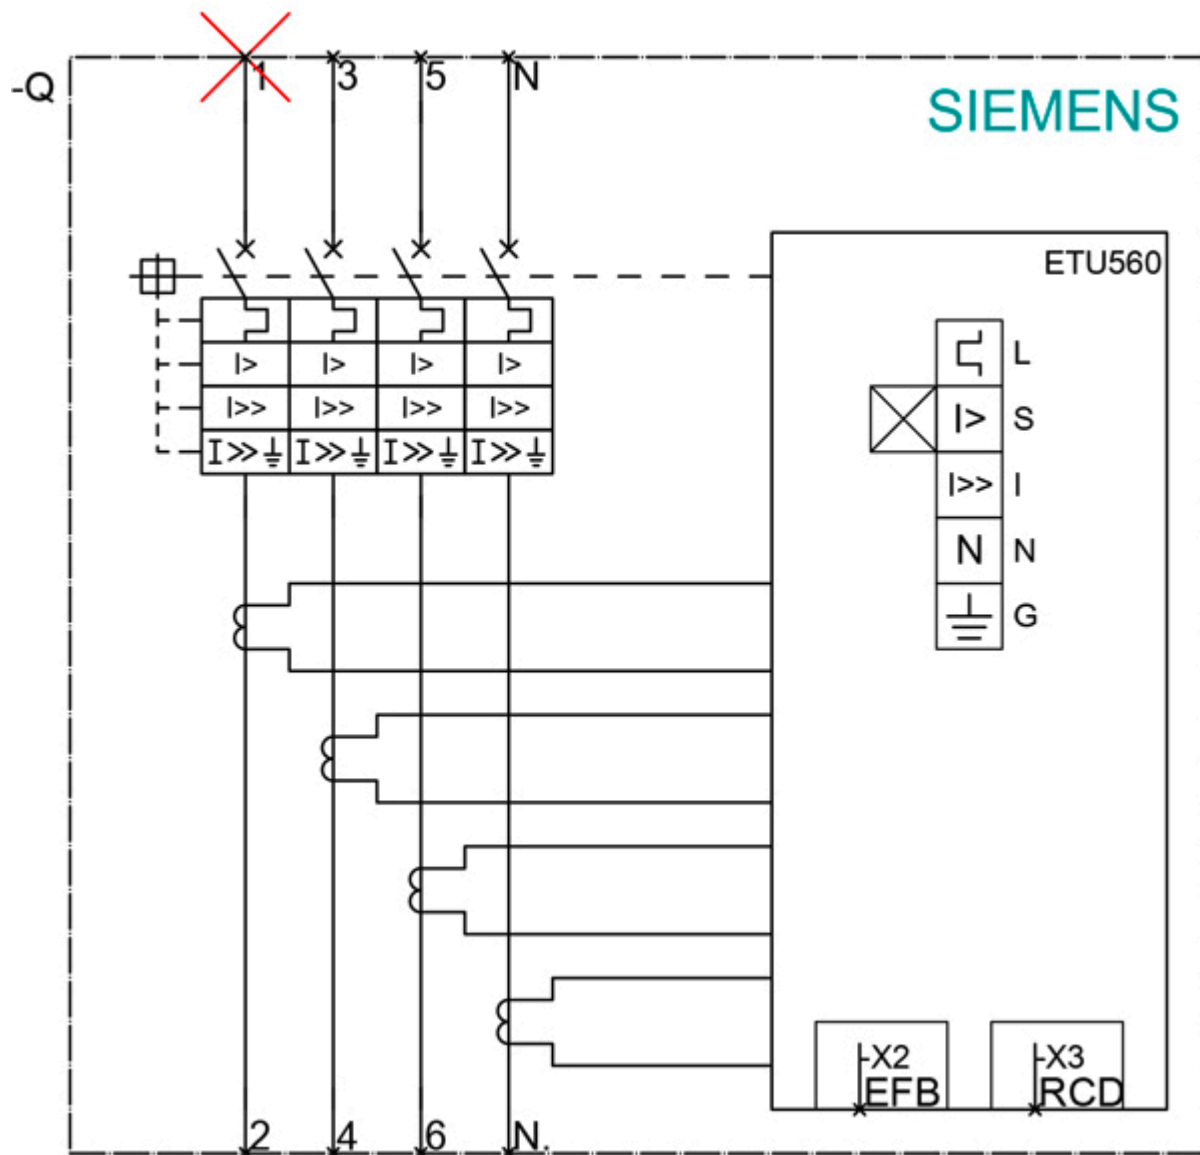 -Q
1 3 5 N
SIEMENS
ETU560
I> I> I> I>
I>> I>> I>> I>>
I>> I>> I>> I>>
L
I> S
I>> I
N N
G
-X2
EFB
-X3
RCD
2 4 6 N.